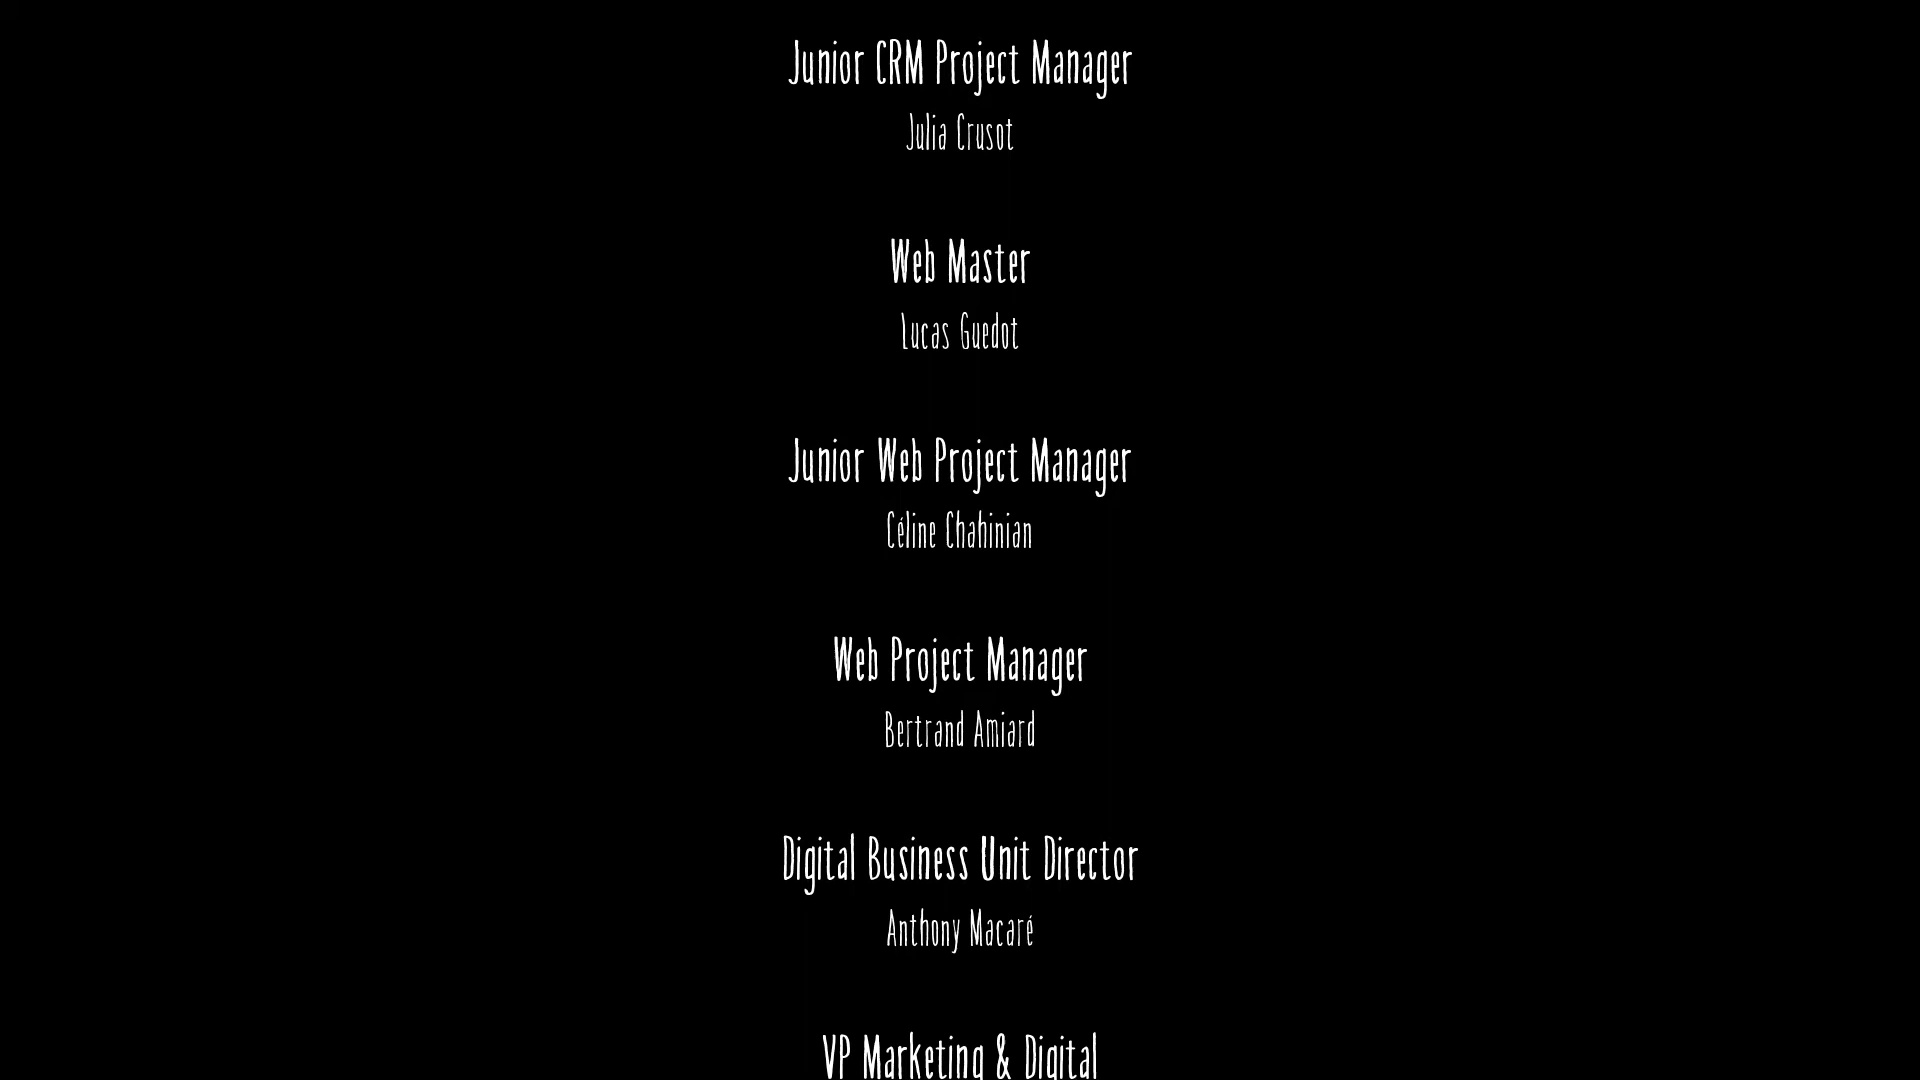 Junior CRM Project Manager
Julia Crusot
Web Master
Lucas Guedot
Junior Web Project Manager
Céline Chahinian
Web Project Manager
Bertrand Amiard
Digital Business Unit Director
Anthony Macaré
VP Marketing & Digital